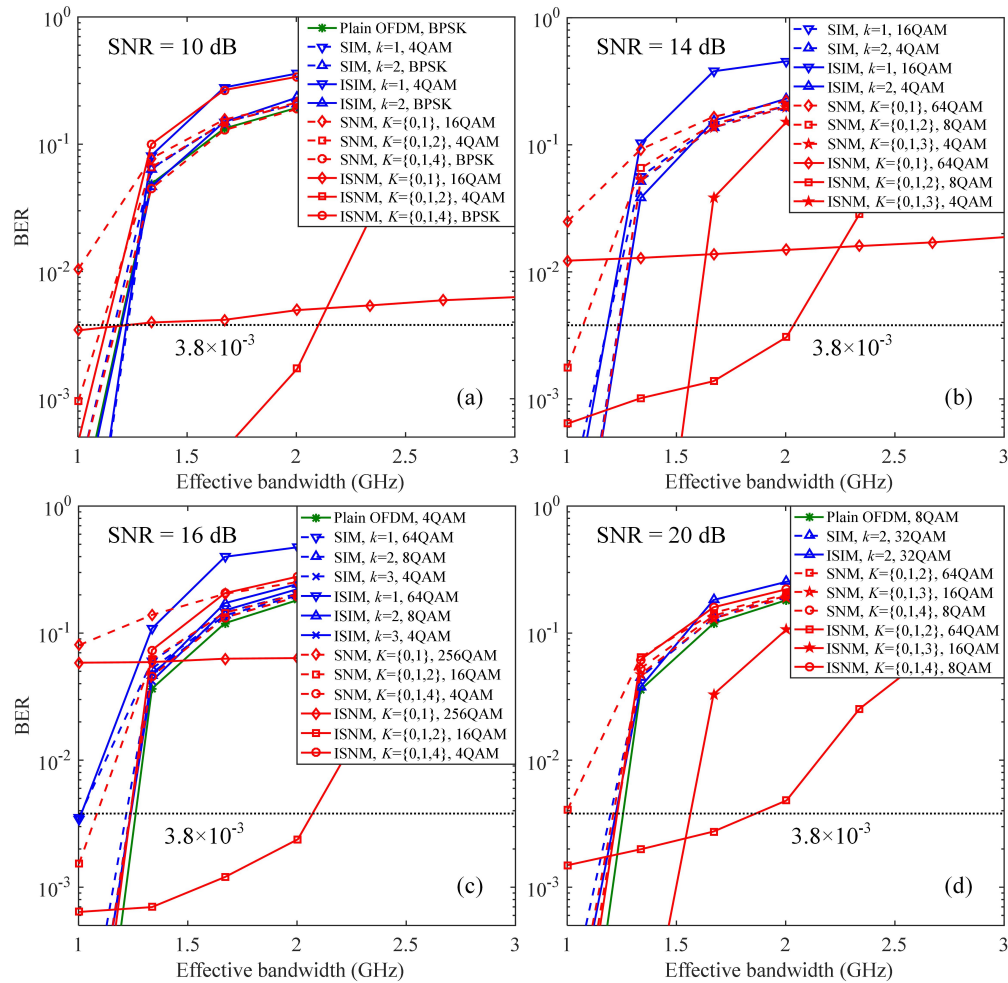 SNR = 10 dB
Plain OFDM, BPSK
SIM, k=1, 4QAM
SIM, k=2, BPSK
ISIM, k=1, 4QAM
ISIM, k=2, BPSK
SNM, K={0,1}, 16QAM
SNM, K={0,1,2}, 4QAM
SNM, K={0,1,4}, BPSK
ISNM, K={0,1}, 16QAM
ISNM, K={0,1,2}, 4QAM
ISNM, K={0,1,4}, BPSK
10⁰
10⁻¹
10⁻²
10⁻³
BER
3.8×10⁻³
(a)
1 1.5 2 2.5 3
Effective bandwidth (GHz)
SNR = 14 dB
SIM, k=1, 16QAM
SIM, k=2, 4QAM
ISIM, k=1, 16QAM
ISIM, k=2, 4QAM
SNM, K={0,1}, 64QAM
SNM, K={0,1,2}, 8QAM
SNM, K={0,1,3}, 4QAM
ISNM, K={0,1}, 64QAM
ISNM, K={0,1,2}, 8QAM
ISNM, K={0,1,3}, 4QAM
10⁰
10⁻¹
10⁻²
10⁻³
3.8×10⁻³
(b)
1 1.5 2 2.5 3
Effective bandwidth (GHz)
SNR = 16 dB
Plain OFDM, 4QAM
SIM, k=1, 64QAM
SIM, k=2, 8QAM
SIM, k=3, 4QAM
ISIM, k=1, 64QAM
ISIM, k=2, 8QAM
ISIM, k=3, 4QAM
SNM, K={0,1}, 256QAM
SNM, K={0,1,2}, 16QAM
SNM, K={0,1,4}, 4QAM
ISNM, K={0,1}, 256QAM
ISNM, K={0,1,2}, 16QAM
ISNM, K={0,1,4}, 4QAM
10⁰
10⁻¹
10⁻²
10⁻³
BER
3.8×10⁻³
(c)
1 1.5 2 2.5 3
Effective bandwidth (GHz)
SNR = 20 dB
Plain OFDM, 8QAM
SIM, k=2, 32QAM
ISIM, k=2, 32QAM
SNM, K={0,1,2}, 64QAM
SNM, K={0,1,3}, 16QAM
SNM, K={0,1,4}, 8QAM
ISNM, K={0,1,2}, 64QAM
ISNM, K={0,1,3}, 16QAM
ISNM, K={0,1,4}, 8QAM
10⁰
10⁻¹
10⁻²
10⁻³
3.8×10⁻³
(d)
1 1.5 2 2.5 3
Effective bandwidth (GHz)